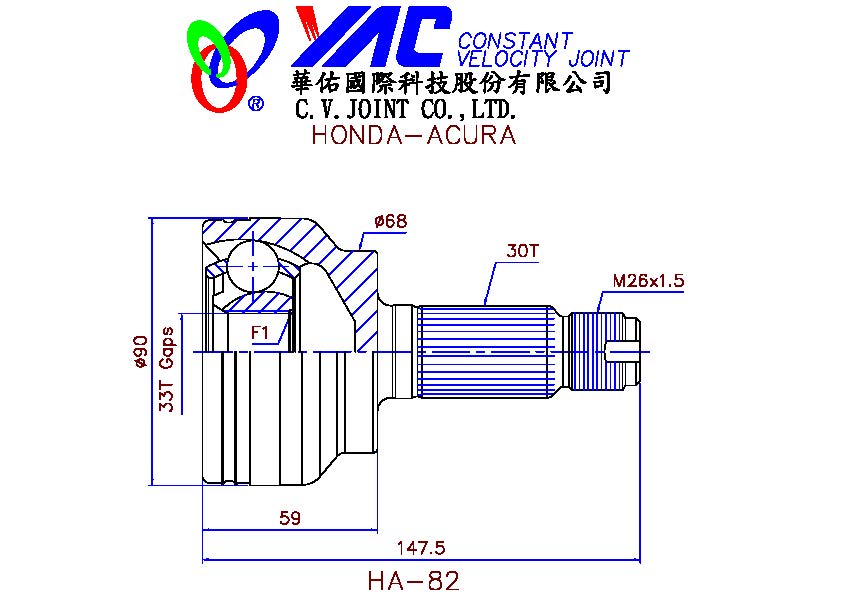 YAC CONSTANT
VELOCITY JOINT
®
華佑國際科技股份有限公司
C.V.JOINT CO.,LTD.
HONDA-ACURA
ø68
30T
M26x1.5
F1
ø90
33T Gaps
59
147.5
HA-82